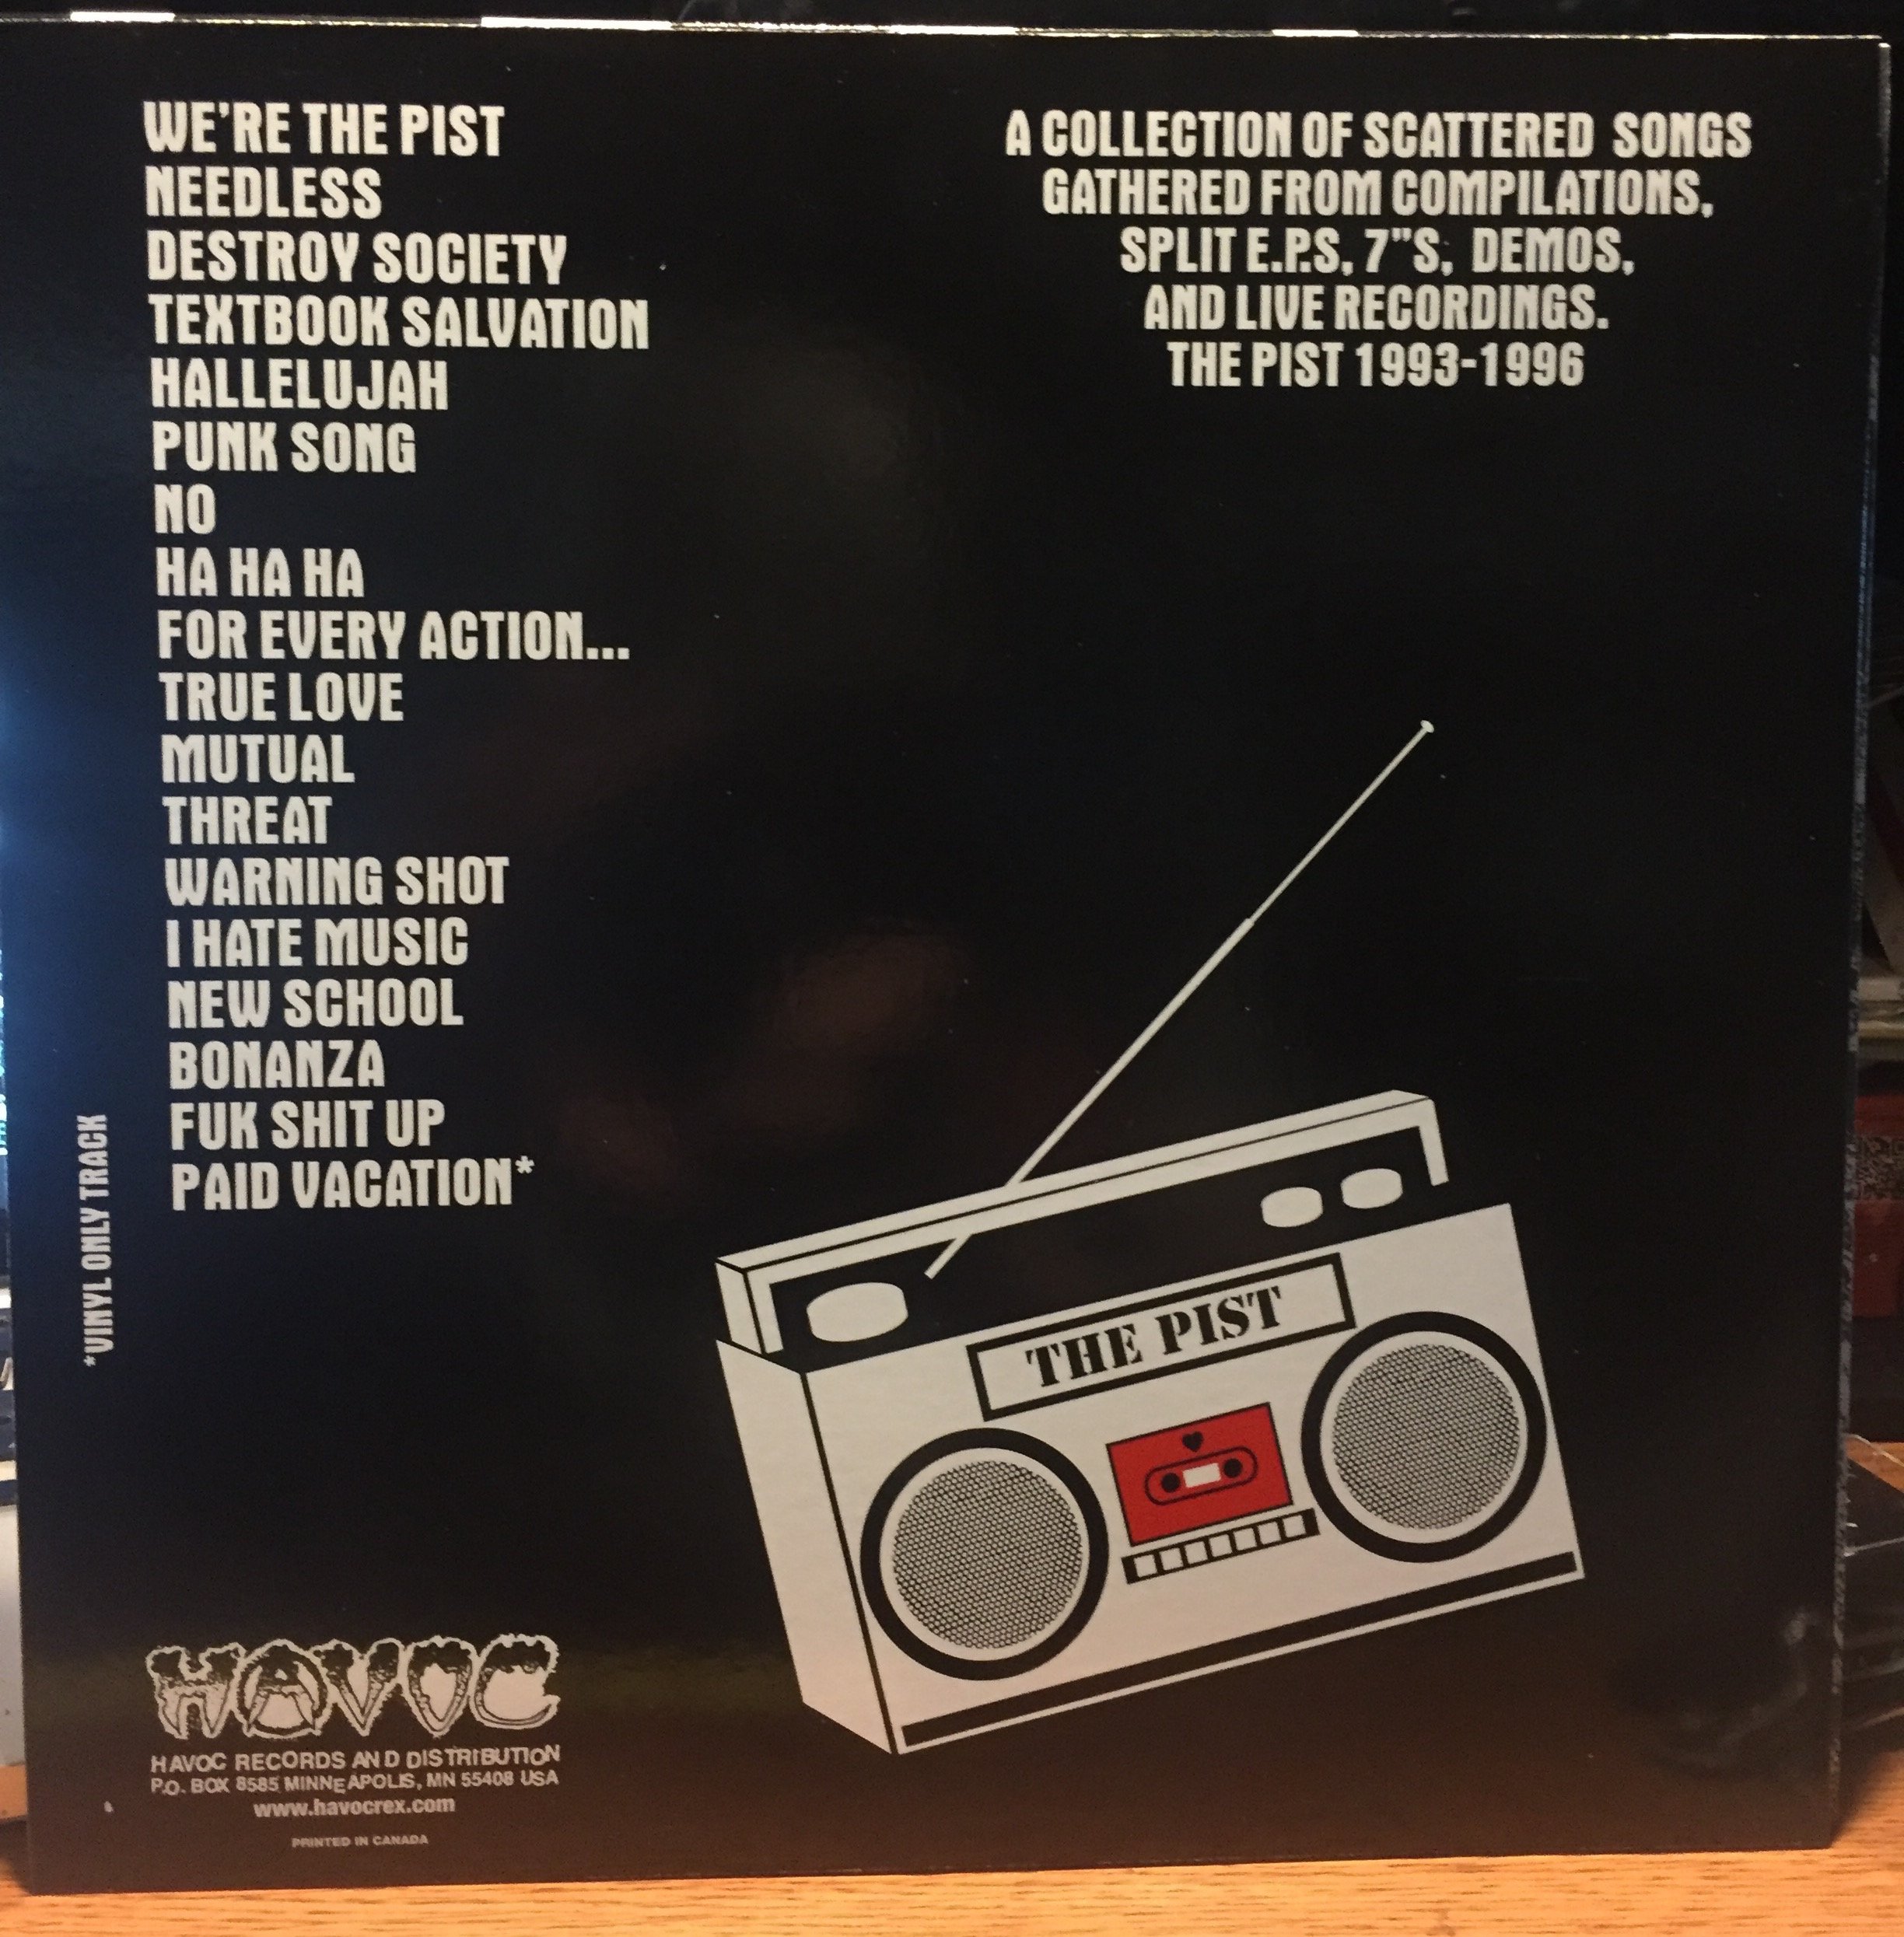 WE'RE THE PIST
NEEDLESS
DESTROY SOCIETY
TEXTBOOK SALVATION
HALLELUJAH
PUNK SONG
NO
HA HA HA
FOR EVERY ACTION...
TRUE LOVE
MUTUAL
THREAT
WARNING SHOT
I HATE MUSIC
NEW SCHOOL
BONANZA
FUK SHIT UP
PAID VACATION*
*VINYL ONLY TRACK
A COLLECTION OF SCATTERED SONGS
GATHERED FROM COMPILATIONS,
SPLIT E.P.S, 7"S, DEMOS,
AND LIVE RECORDINGS.
THE PIST 1993-1996
THE PIST
HAVOC
HAVOC RECORDS AND DISTRIBUTION
P.O. BOX 8585 MINNEAPOLIS, MN 55408 USA
www.havocrex.com
PRINTED IN CANADA